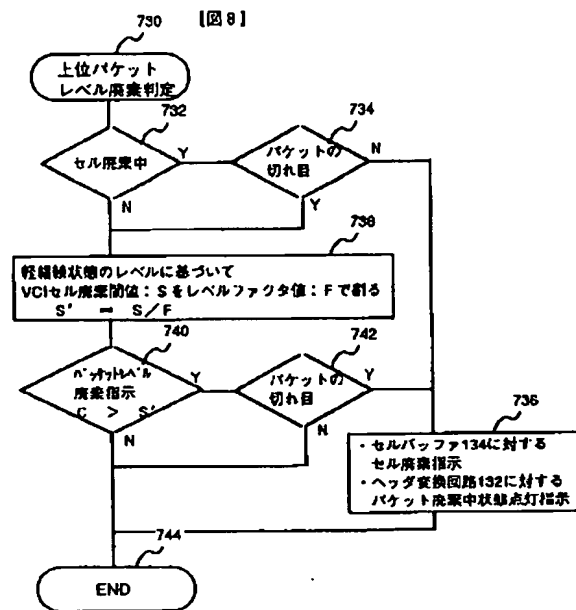 【図8】
730
上位パケット
レベル廃棄判定
732
セル廃棄中
Y
N
734
パケットの
切れ目
N
Y
738
軽輻輳状態のレベルに基づいて
VCIセル廃棄閾値:Sをレベルファクタ値:Fで割る
S' = S/F
740
パケットレベル
廃棄指示
C > S'
Y
N
742
パケットの
切れ目
Y
N
736
・セルバッファ134に対する
セル廃棄指示
・ヘッダ変換回路132に対する
パケット廃棄中状態点灯指示
744
END